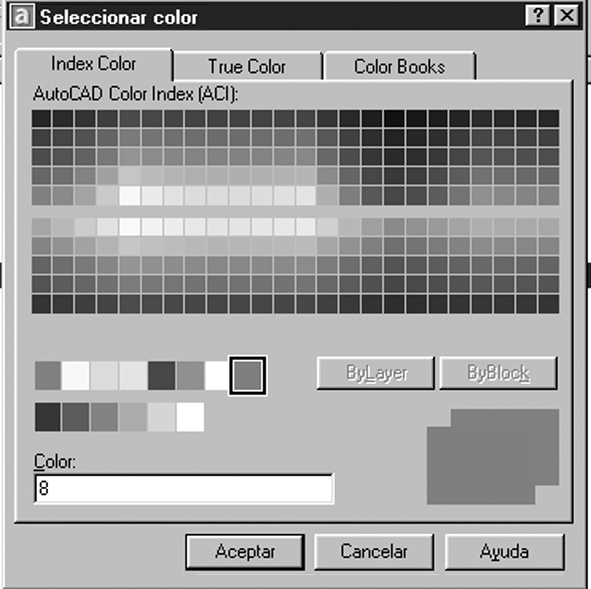 a Seleccionar color ? X
Index Color True Color Color Books
AutoCAD Color Index (ACI):
ByLayer ByBlock
Color:
8
Aceptar Cancelar Ayuda